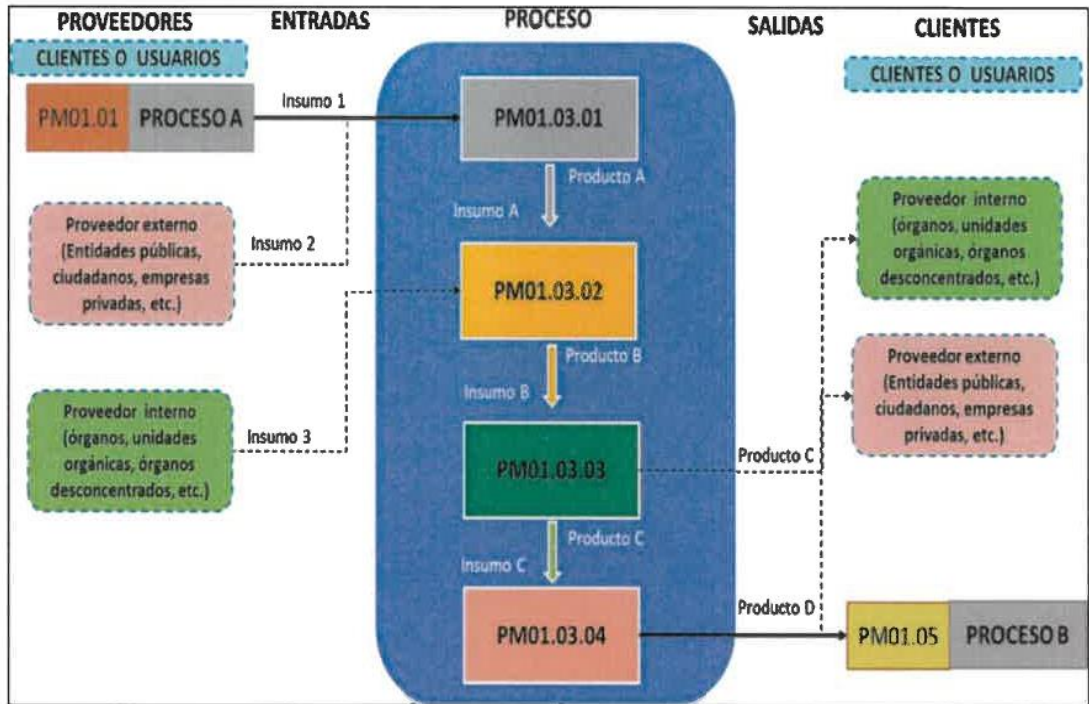 PROVEEDORES
ENTRADAS
PROCESO
SALIDAS
CLIENTES
CLIENTES O USUARIOS
PM01.01
PROCESO A
Insumo 1
Proveedor externo
(Entidades públicas,
ciudadanos, empresas
privadas, etc.)
Insumo 2
Proveedor interno
(órganos, unidades
orgánicas, órganos
desconcentrados, etc.)
Insumo 3
PM01.03.01
Producto A
Insumo A
PM01.03.02
Producto B
Insumo B
PM01.03.03
Producto C
Insumo C
PM01.03.04
Producto C
Producto D
CLIENTES O USUARIOS
Proveedor interno
(órganos, unidades
orgánicas, órganos
desconcentrados, etc.)
Proveedor externo
(Entidades públicas,
ciudadanos, empresas
privadas, etc.)
PM01.05
PROCESO B